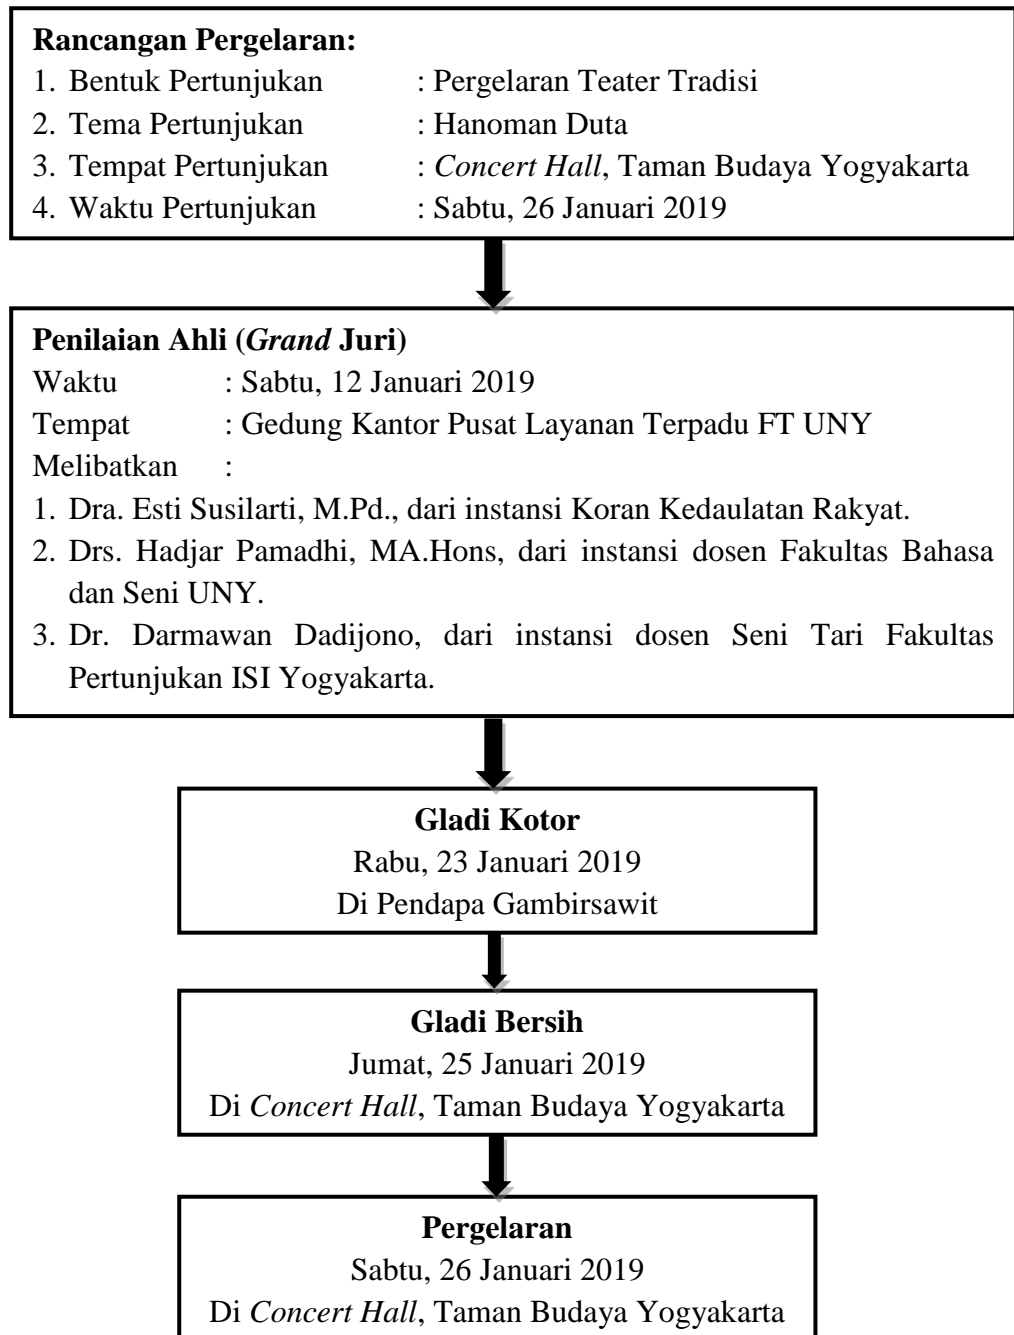 Rancangan Pergelaran:
1. Bentuk Pertunjukan : Pergelaran Teater Tradisi
2. Tema Pertunjukan : Hanoman Duta
3. Tempat Pertunjukan : Concert Hall, Taman Budaya Yogyakarta
4. Waktu Pertunjukan : Sabtu, 26 Januari 2019
Penilaian Ahli (Grand Juri)
Waktu : Sabtu, 12 Januari 2019
Tempat : Gedung Kantor Pusat Layanan Terpadu FT UNY
Melibatkan :
1. Dra. Esti Susilarti, M.Pd., dari instansi Koran Kedaulatan Rakyat.
2. Drs. Hadjar Pamadhi, MA.Hons, dari instansi dosen Fakultas Bahasa
dan Seni UNY.
3. Dr. Darmawan Dadijono, dari instansi dosen Seni Tari Fakultas
Pertunjukan ISI Yogyakarta.
Gladi Kotor
Rabu, 23 Januari 2019
Di Pendapa Gambirsawit
Gladi Bersih
Jumat, 25 Januari 2019
Di Concert Hall, Taman Budaya Yogyakarta
Pergelaran
Sabtu, 26 Januari 2019
Di Concert Hall, Taman Budaya Yogyakarta